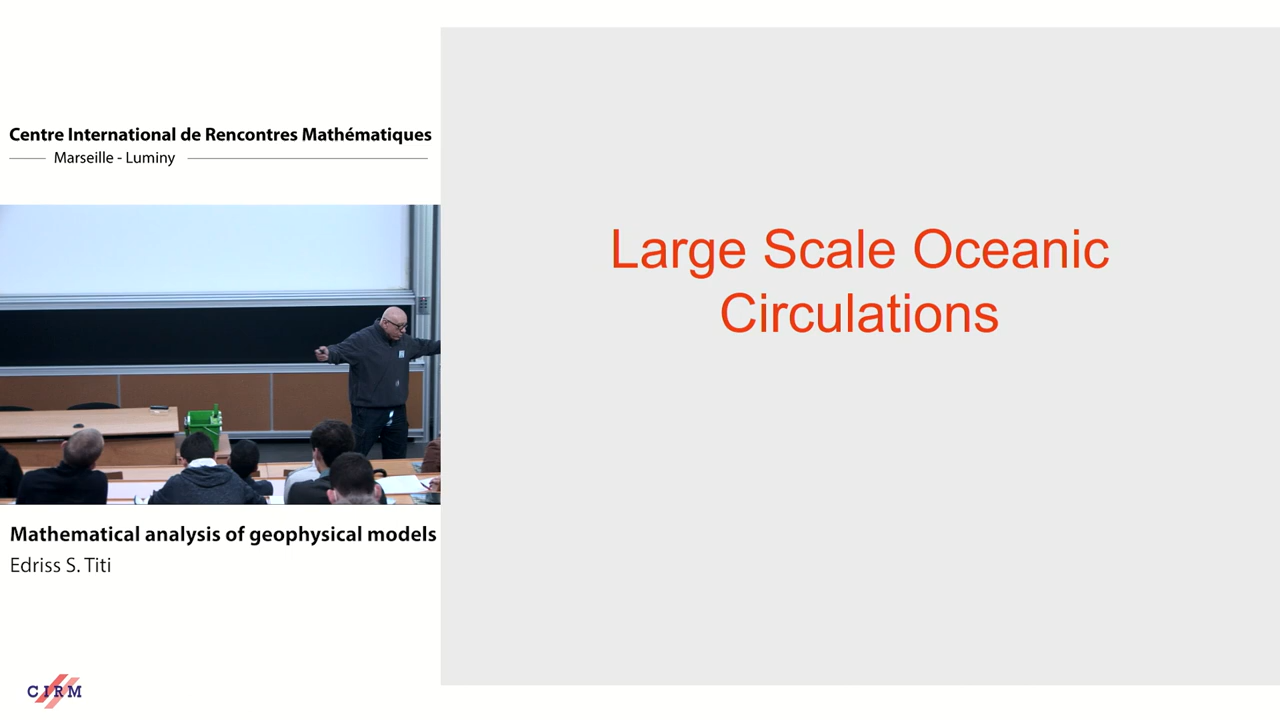 Centre International de Rencontres Mathématiques
Marseille - Luminy
Large Scale Oceanic
Circulations
Mathematical analysis of geophysical models
Edriss S. Titi
CIRM